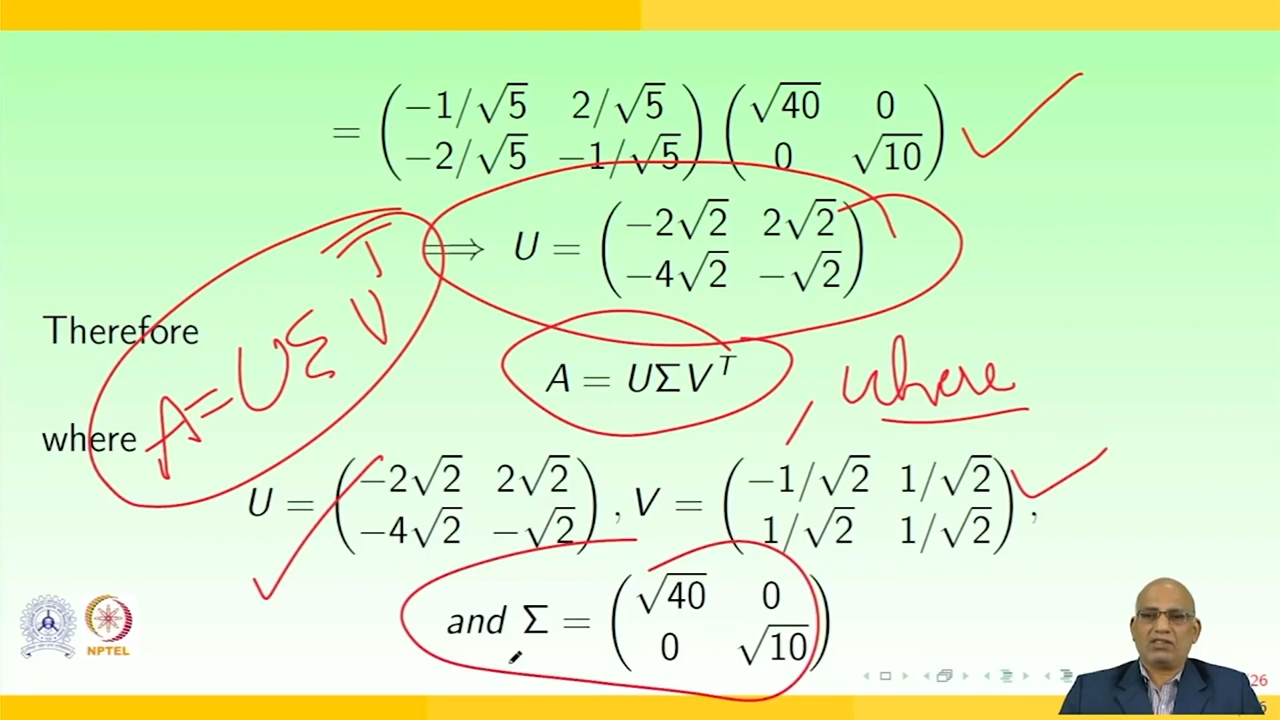 = (−1/√5 2/√5
−2/√5 −1/√5) (√40 0
0 √10)
⟹ U = (−2√2 2√2
−4√2 −√2)
Therefore
A = UΣV^T
A = UΣV^T , where
where
U = (−2√2 2√2
−4√2 −√2) , V = (−1/√2 1/√2
1/√2 1/√2) ,
and Σ = (√40 0
0 √10)
NPTEL